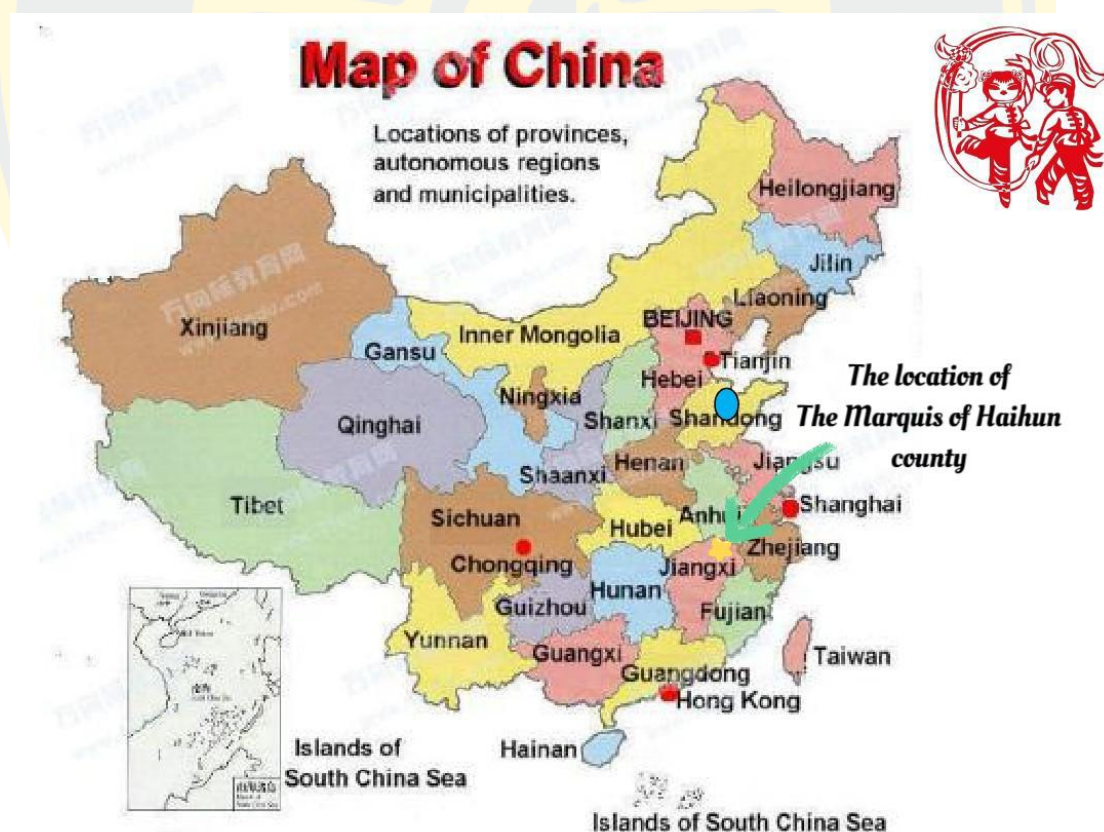 Map of China
Locations of provinces,
autonomous regions
and municipalities.
Heilongjiang
Jilin
Liaoning
Xinjiang
Inner Mongolia
BEIJING
Gansu
Tianjin
Hebei
The location of
The Marquis of Haihun
county
Ningxia
Qinghai
Shanxi
Shandong
Henan
Jiangsu
Shaanxi
Tibet
Sichuan
Hubei
Anhui
Shanghai
Chongqing
Zhejiang
Jiangxi
Hunan
Guizhou
Fujian
Yunnan
Guangxi
Guangdong
Taiwan
Hong Kong
Hainan
Islands of
South China Sea
Islands of South China Sea